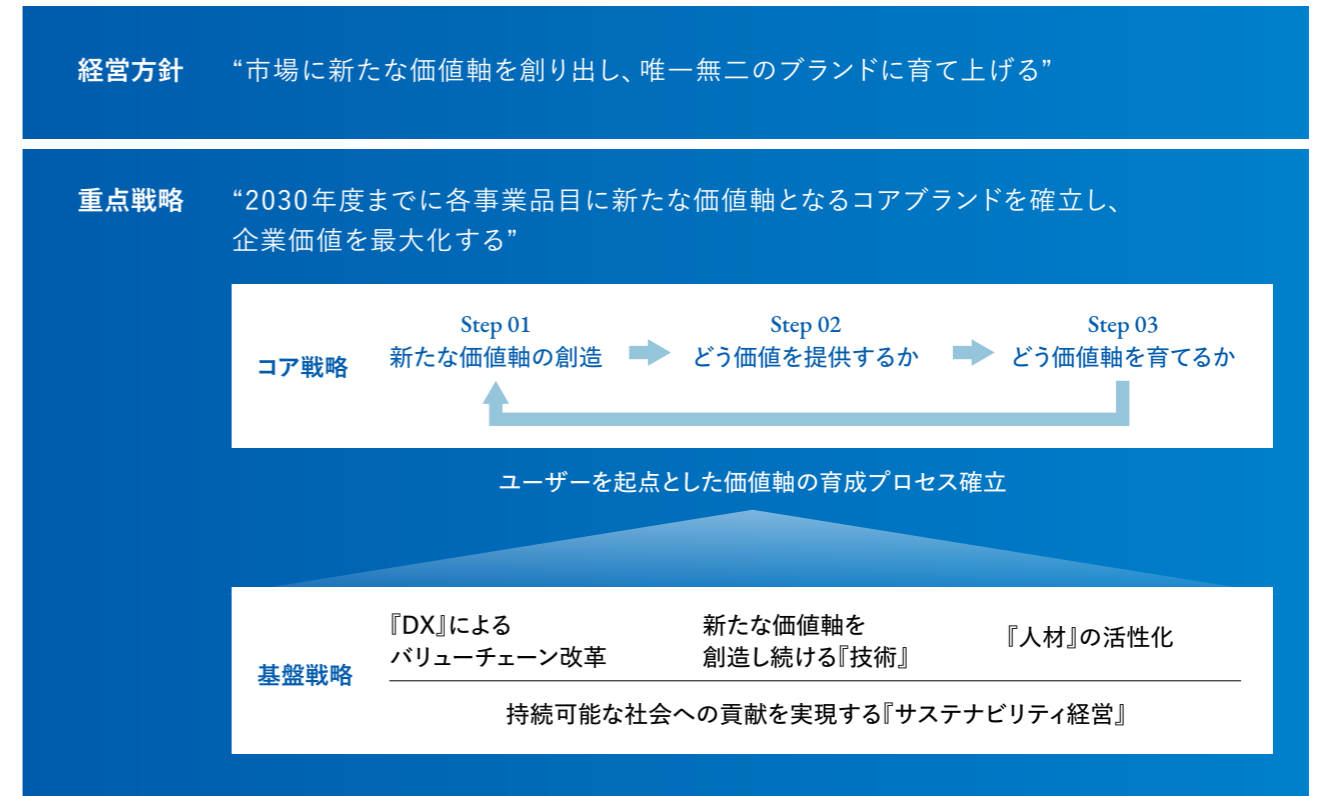 経営方針
“市場に新たな価値軸を創り出し、唯一無二のブランドに育て上げる”
重点戦略
“2030年度までに各事業品目に新たな価値軸となるコアブランドを確立し、
企業価値を最大化する”
コア戦略
Step 01
新たな価値軸の創造
Step 02
どう価値を提供するか
Step 03
どう価値軸を育てるか
ユーザーを起点とした価値軸の育成プロセス確立
基盤戦略
『DX』による
バリューチェーン改革
新たな価値軸を
創造し続ける『技術』
『人材』の活性化
持続可能な社会への貢献を実現する『サステナビリティ経営』